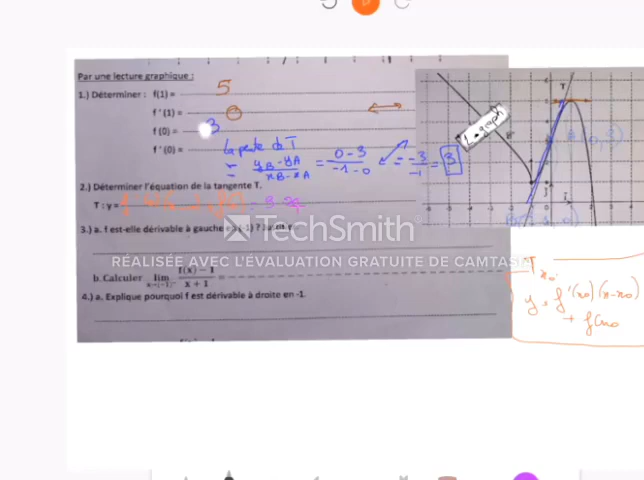 Par une lecture graphique :
1.) Déterminer : f(1) = 5
f'(1) = 0
f(0) = 3
f'(0) =
La pente de T
= yB-yA / xB-xA = 0-3 / -1-0 = -3 / -1 = 3
2.) Déterminer l'équation de la tangente T.
T : y =
3.) a. f est-elle dérivable à gauche
TechSmith
RÉALISÉE AVEC L'ÉVALUATION GRATUITE DE CAMTASIA
b. Calculer lim x→(-1)⁻ f(x) - 1 / x + 1 =
4.) a. Explique pourquoi f est dérivable à droite en -1.
T x0:
y = f'(x0)(x-x0)
+ f(x0